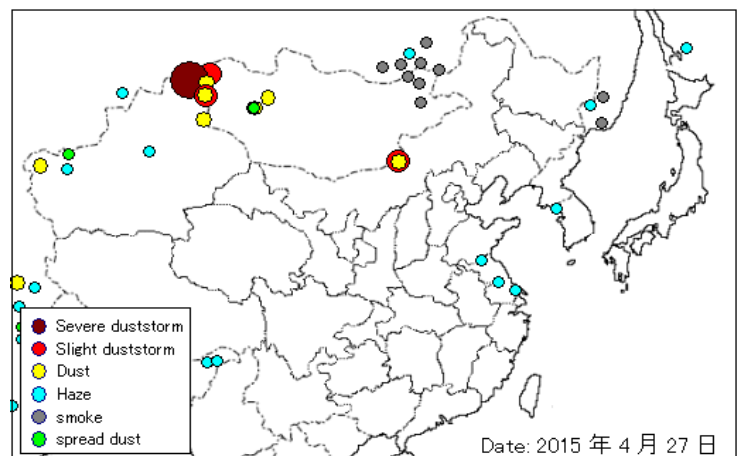 Severe duststorm
Slight duststorm
Dust
Haze
smoke
spread dust
Date: 2015 年 4 月 27 日